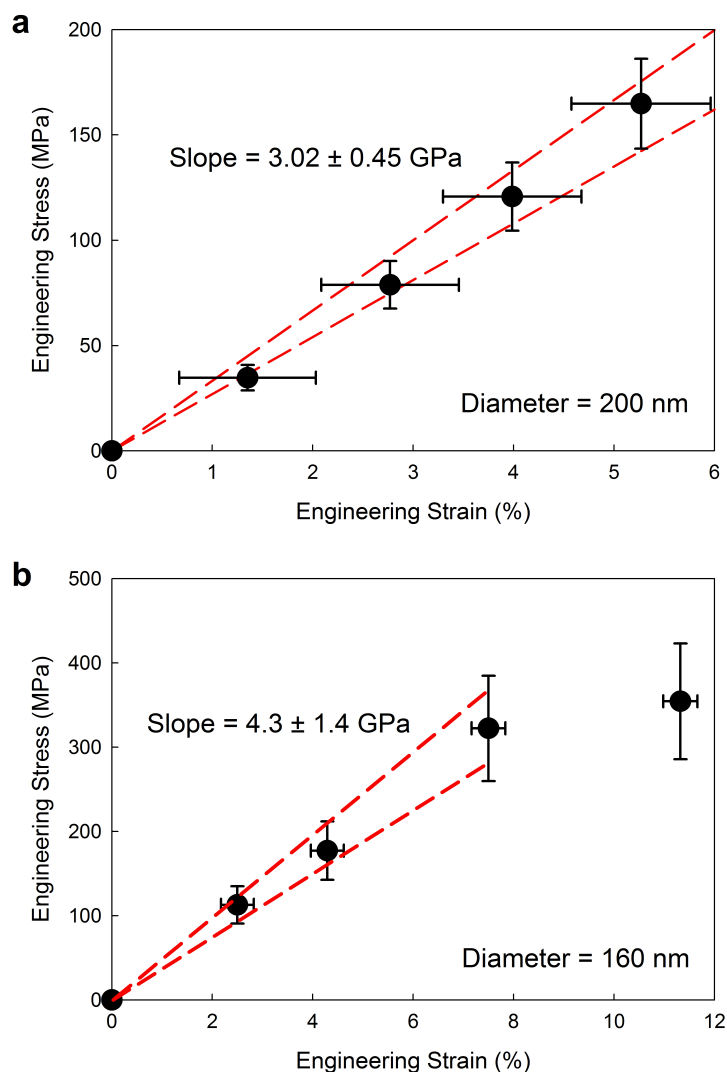 a
200
150
100
50
0
Engineering Stress (MPa)
Slope = 3.02 ± 0.45 GPa
Diameter = 200 nm
0 1 2 3 4 5 6
Engineering Strain (%)
b
500
400
300
200
100
0
Engineering Stress (MPa)
Slope = 4.3 ± 1.4 GPa
Diameter = 160 nm
0 2 4 6 8 10 12
Engineering Strain (%)